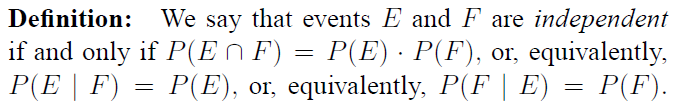 Definition: We say that events E and F are independent
if and only if P(E ∩ F) = P(E) · P(F), or, equivalently,
P(E | F) = P(E), or, equivalently, P(F | E) = P(F).